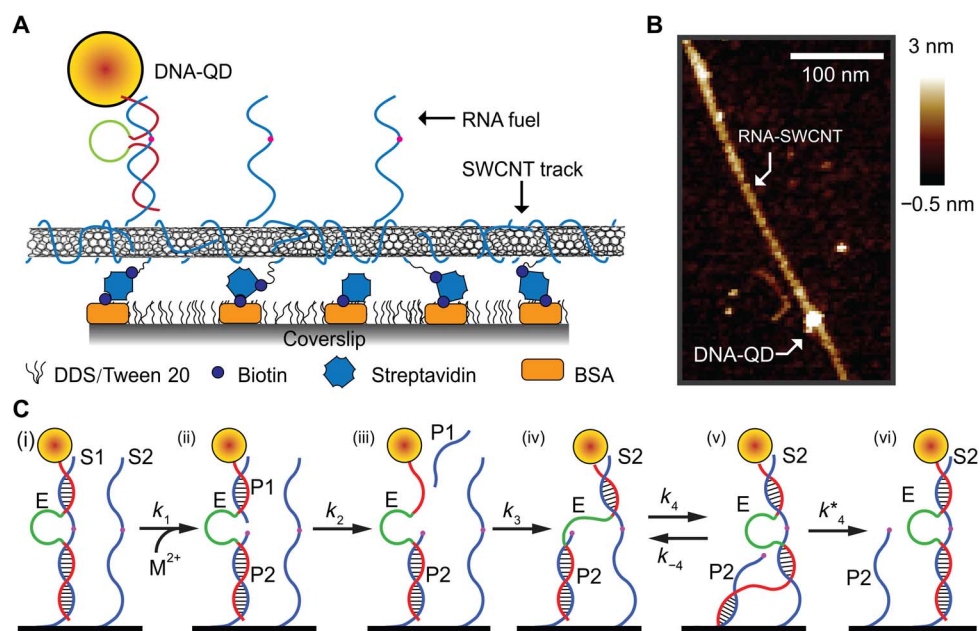 A
DNA-QD
RNA fuel
SWCNT track
Coverslip
DDS/Tween 20
Biotin
Streptavidin
BSA
B
3 nm
100 nm
RNA-SWCNT
−0.5 nm
DNA-QD
C
(i)
S1
S2
E
k₁
M²⁺
(ii)
E
P1
P2
k₂
(iii)
P1
E
P2
k₃
(iv)
S2
E
P2
k₄
k₋₄
(v)
S2
E
P2
k*₄
(vi)
S2
E
P2